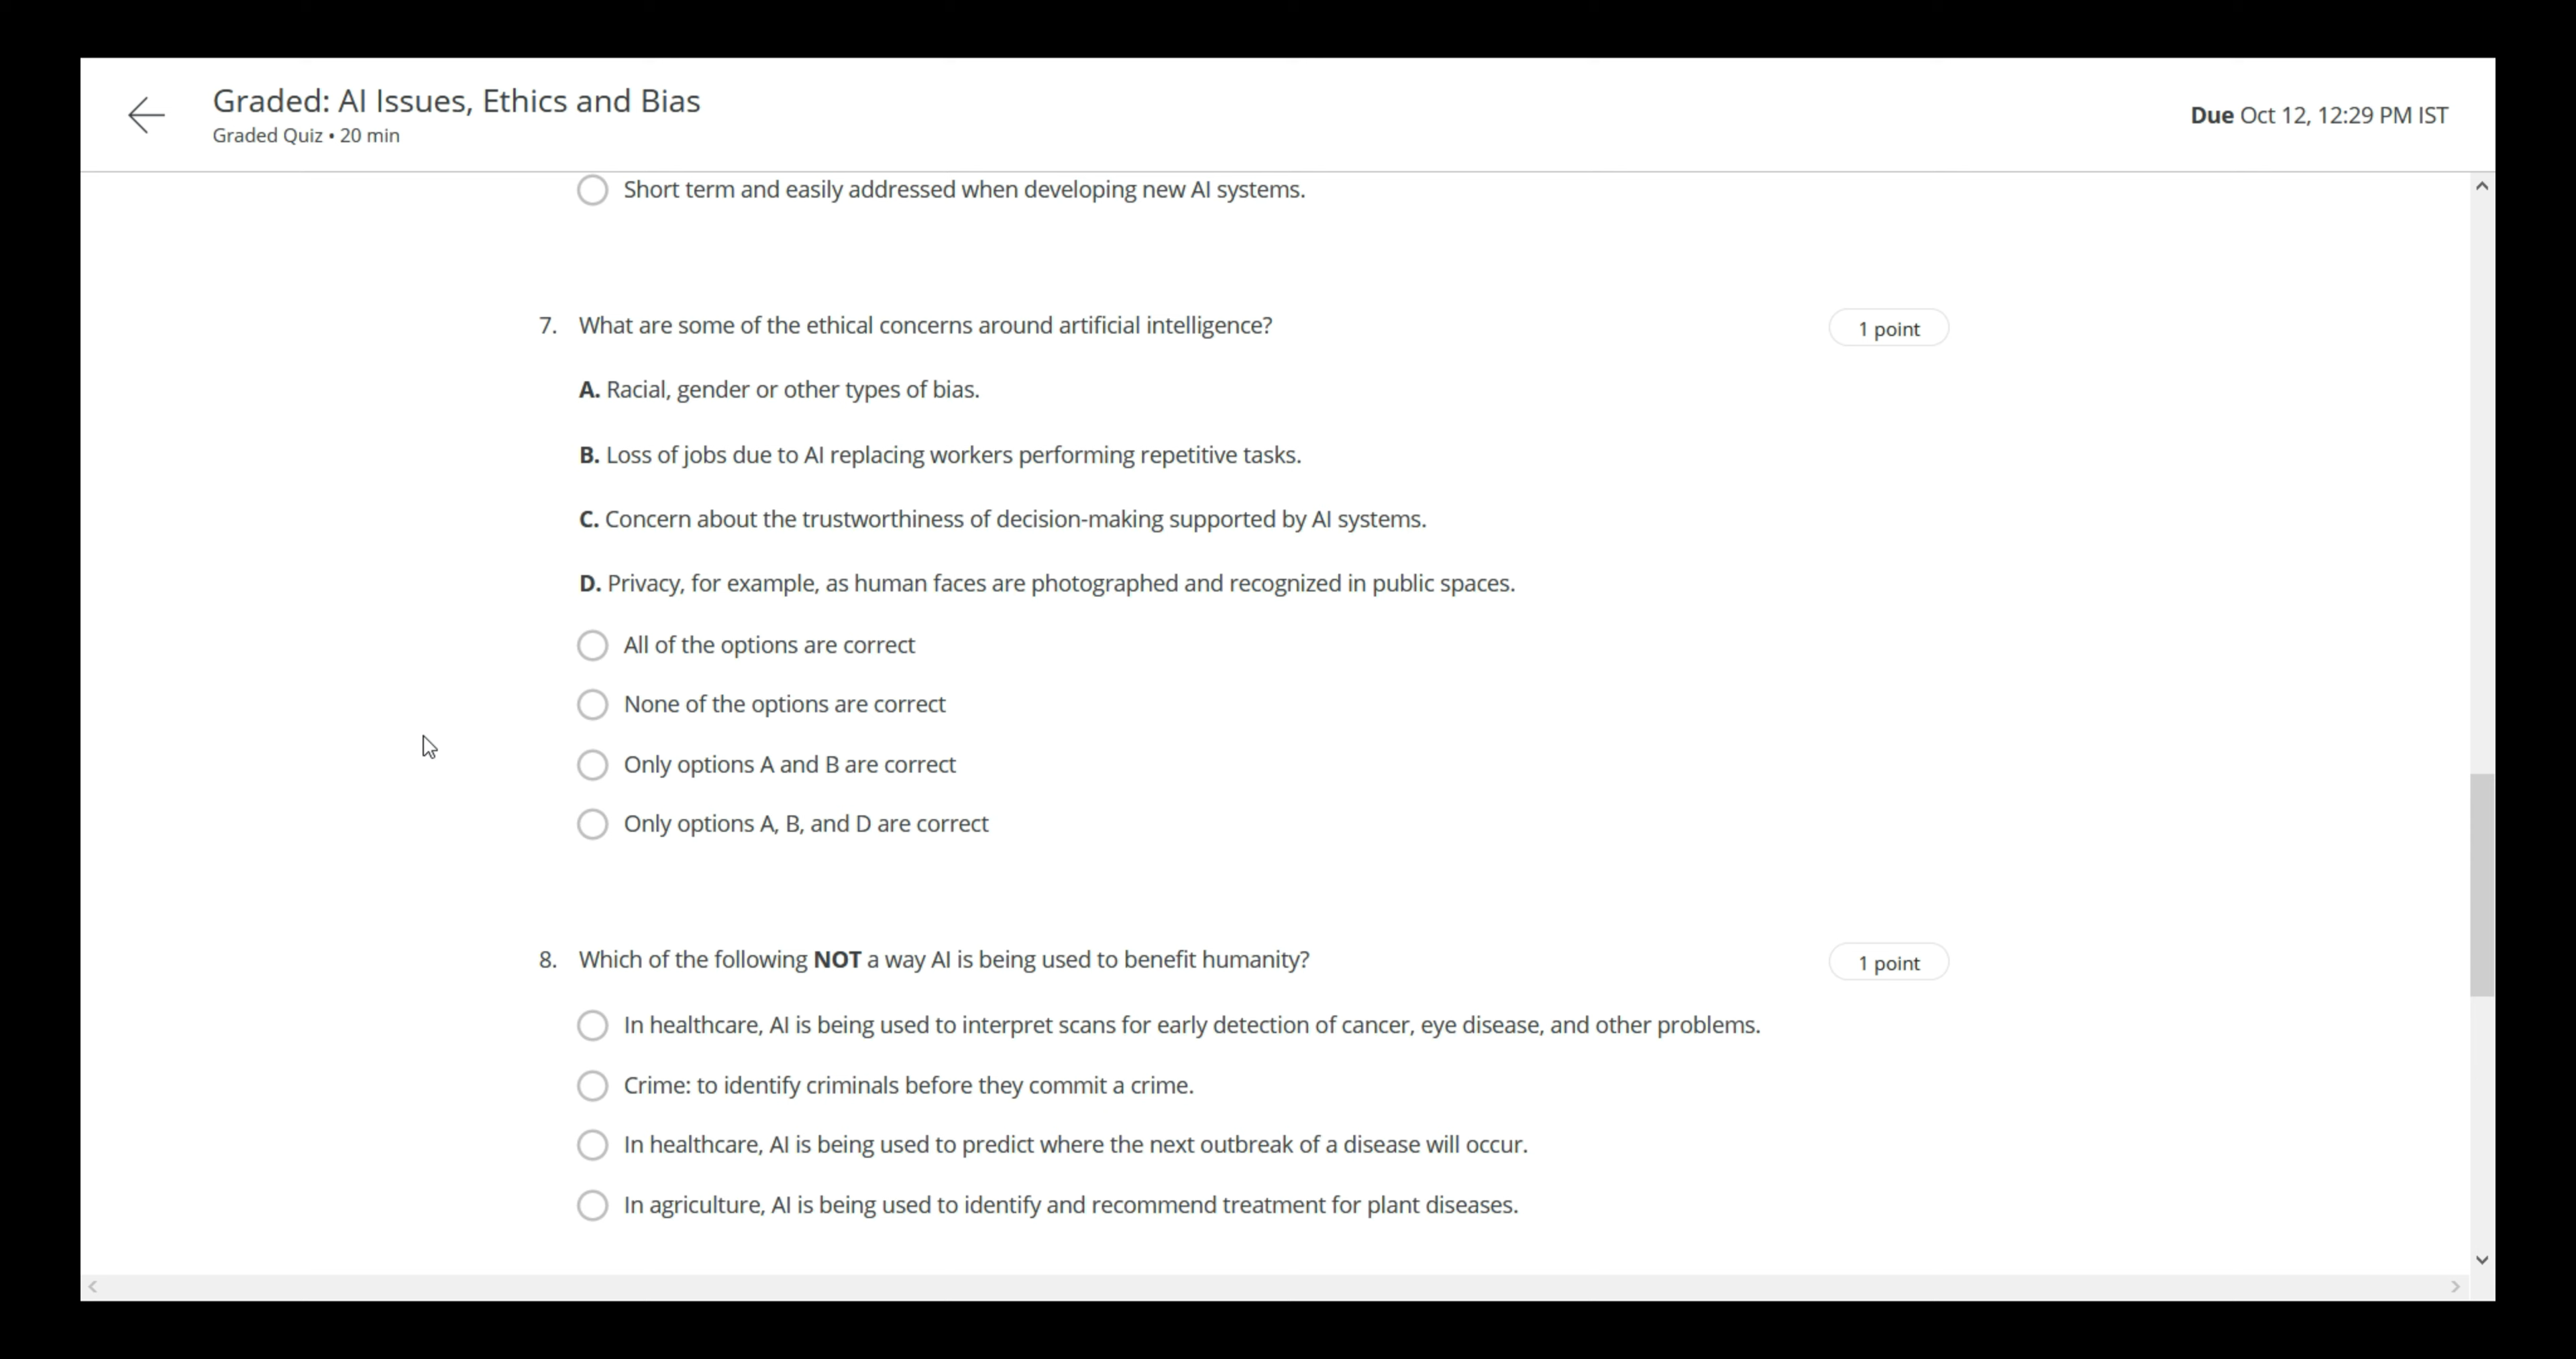 Graded: AI Issues, Ethics and Bias
Graded Quiz • 20 min
Due Oct 12, 12:29 PM IST
Short term and easily addressed when developing new AI systems.
7. What are some of the ethical concerns around artificial intelligence?
1 point
A. Racial, gender or other types of bias.
B. Loss of jobs due to AI replacing workers performing repetitive tasks.
C. Concern about the trustworthiness of decision-making supported by AI systems.
D. Privacy, for example, as human faces are photographed and recognized in public spaces.
All of the options are correct
None of the options are correct
Only options A and B are correct
Only options A, B, and D are correct
8. Which of the following NOT a way AI is being used to benefit humanity?
1 point
In healthcare, AI is being used to interpret scans for early detection of cancer, eye disease, and other problems.
Crime: to identify criminals before they commit a crime.
In healthcare, AI is being used to predict where the next outbreak of a disease will occur.
In agriculture, AI is being used to identify and recommend treatment for plant diseases.